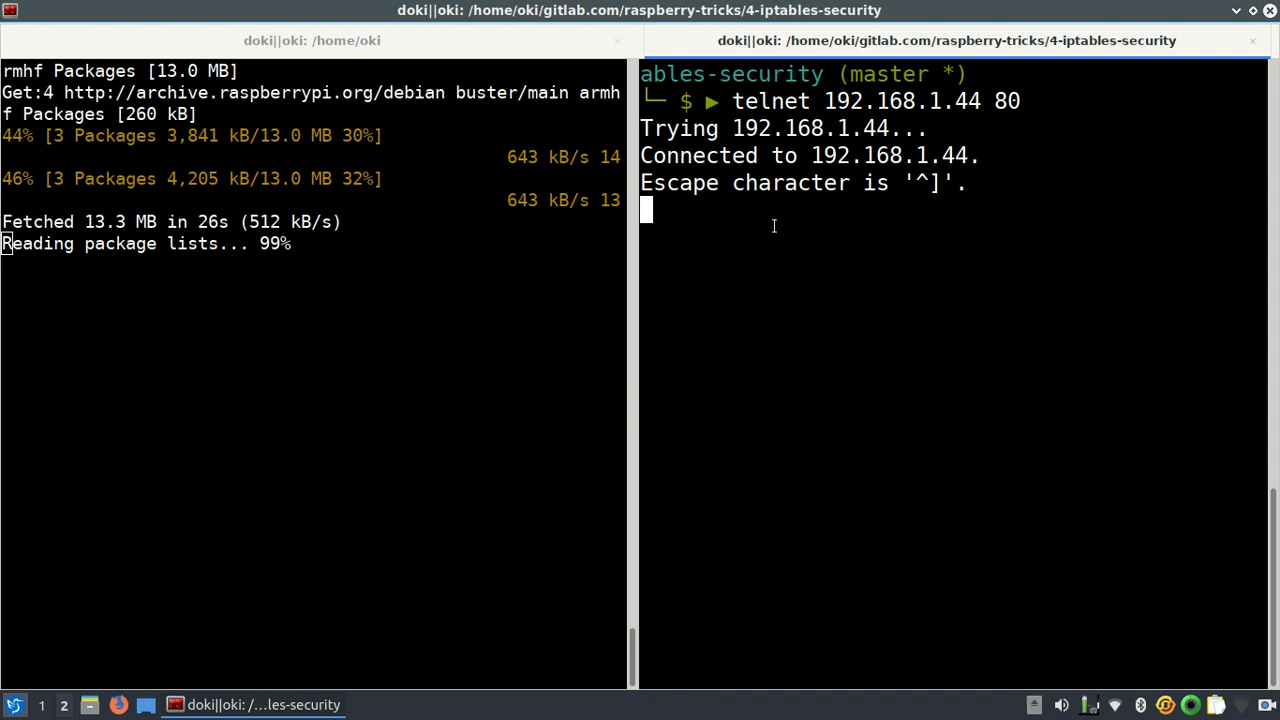 doki||oki: /home/oki/gitlab.com/raspberry-tricks/4-iptables-security
doki||oki: /home/oki
rmhf Packages [13.0 MB]
Get:4 http://archive.raspberrypi.org/debian buster/main armh
f Packages [260 kB]
44% [3 Packages 3,841 kB/13.0 MB 30%]
643 kB/s 14
46% [3 Packages 4,205 kB/13.0 MB 32%]
643 kB/s 13
Fetched 13.3 MB in 26s (512 kB/s)
Reading package lists... 99%
doki||oki: /home/oki/gitlab.com/raspberry-tricks/4-iptables-security
ables-security (master *)
└─ $ ▶ telnet 192.168.1.44 80
Trying 192.168.1.44...
Connected to 192.168.1.44.
Escape character is '^]'.
1 2 doki||oki: /...les-security